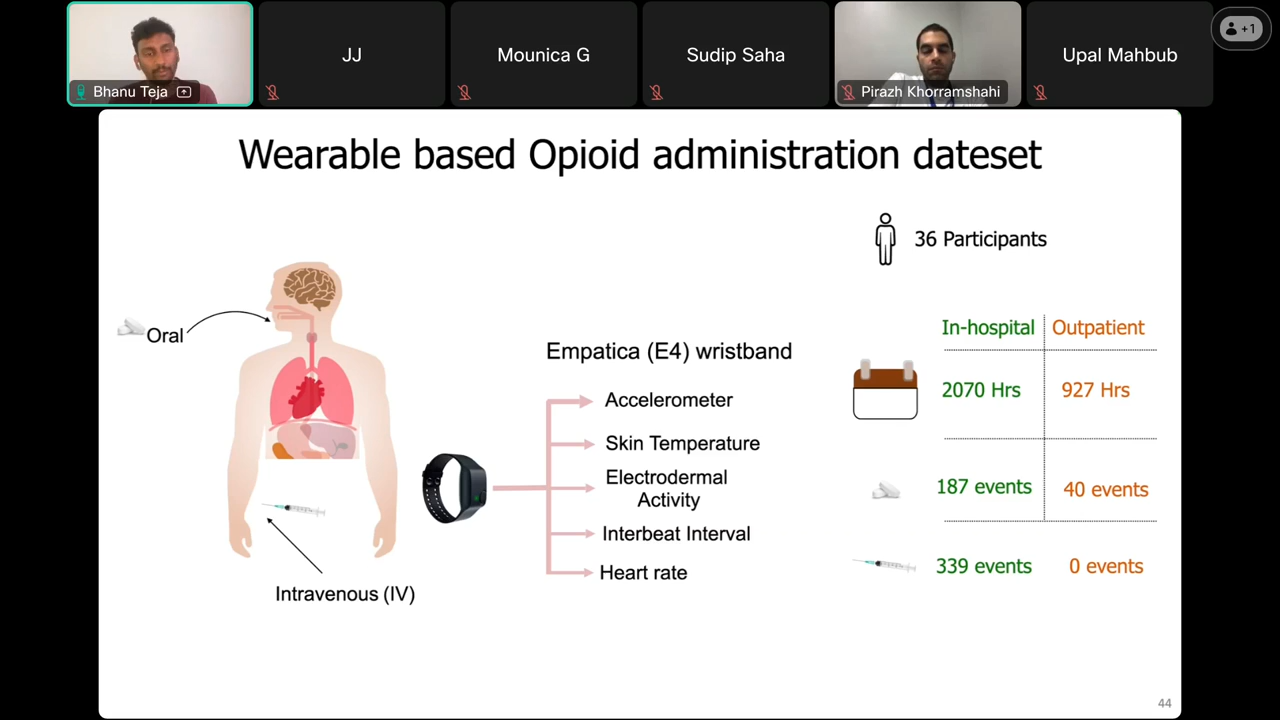 JJ
Mounica G
Sudip Saha
Upal Mahbub
+1
Bhanu Teja
Pirazh Khorramshahi
Wearable based Opioid administration dateset
36 Participants
Oral
Intravenous (IV)
Empatica (E4) wristband
Accelerometer
Skin Temperature
Electrodermal
Activity
Interbeat Interval
Heart rate
In-hospital Outpatient
2070 Hrs 927 Hrs
187 events 40 events
339 events 0 events
44